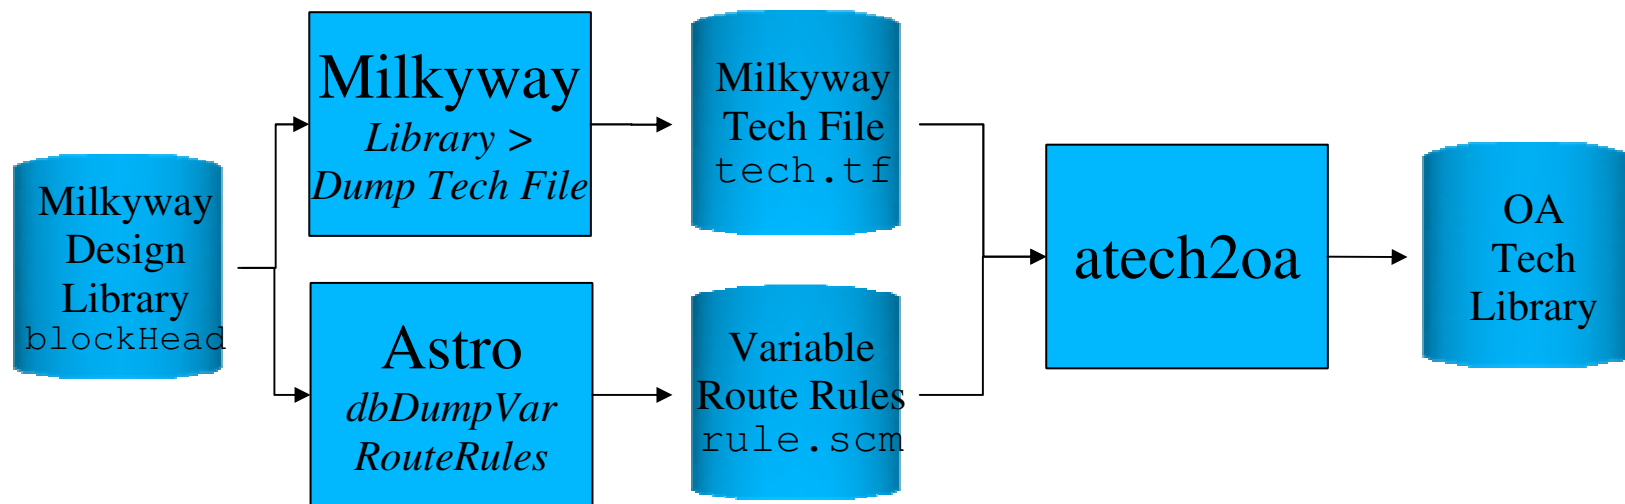 Milkyway
Design
Library
blockHead
Milkyway
Library >
Dump Tech File
Astro
dbDumpVar
RouteRules
Milkyway
Tech File
tech.tf
Variable
Route Rules
rule.scm
atech2oa
OA
Tech
Library